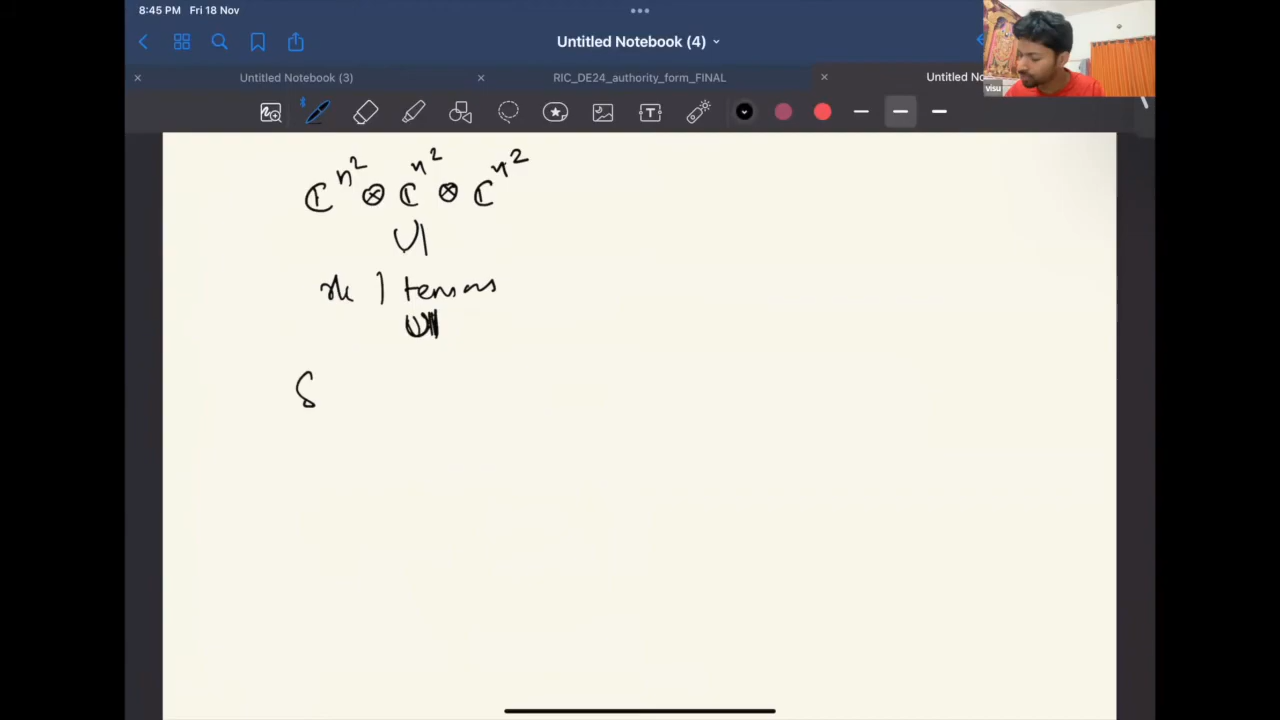 8:45 PM Fri 18 Nov
Untitled Notebook (4)
Untitled Notebook (3)
RIC_DE24_authority_form_FINAL
Untitled No
visu
T
ℂ^n² ⊗ ℂ^n² ⊗ ℂ^n²
∪|
rk 1 tensors
S